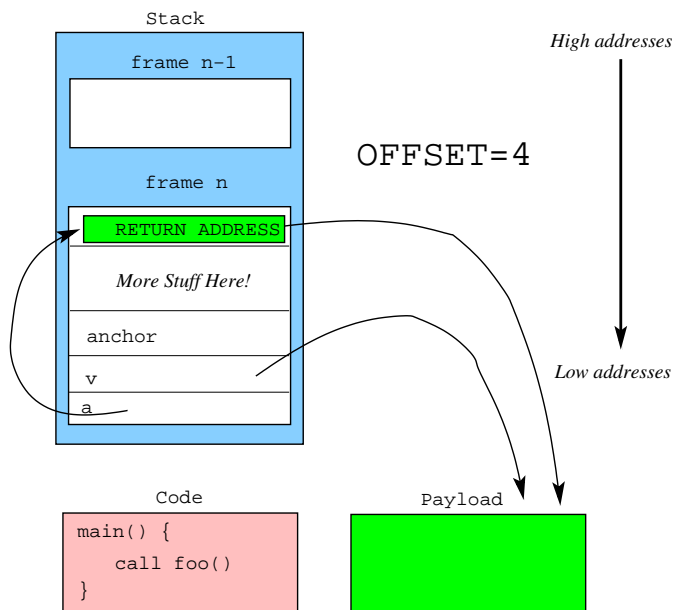 Stack
High addresses
frame n-1
OFFSET=4
frame n
RETURN ADDRESS
More Stuff Here!
anchor
v
Low addresses
a
Code
Payload
main() {
call foo()
}